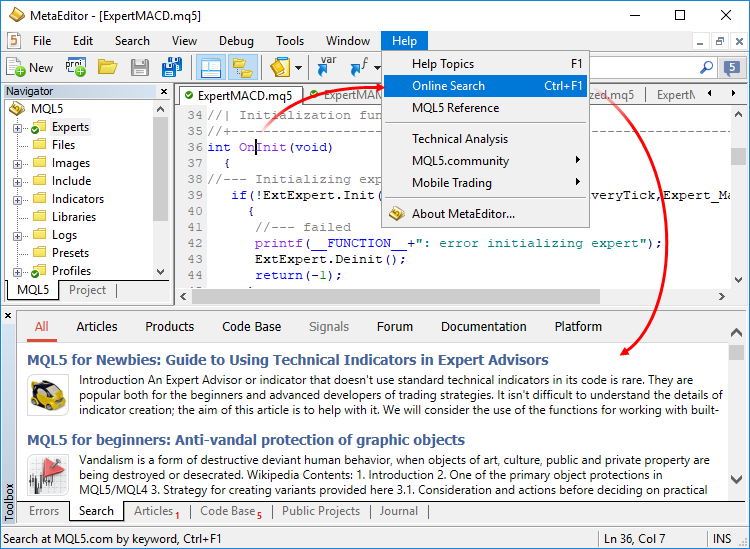 MetaEditor - [ExpertMACD.mq5]
File Edit Search View Debug Tools Window Help
New var f 5
Help Topics F1
Online Search Ctrl+F1
MQL5 Reference
Technical Analysis
MQL5.community
Mobile Trading
About MetaEditor...
Navigator
MQL5
Experts
Files
Images
Include
Indicators
Libraries
Logs
Presets
Profiles
MQL5 Project
ExpertMACD.mq5 ExpertMAM zed.mq5 ExpertM
34 //| Initialization fun
35 //+---
36 int OnInit(void)
37 {
38 //--- Initializing exp
39 if(!ExtExpert.Init( veryTick,Expert_Ma
40 {
41 //--- failed
42 printf(__FUNCTION__+": error initializing expert");
43 ExtExpert.Deinit();
44 return(-1);
All Articles Products Code Base Signals Forum Documentation Platform
MQL5 for Newbies: Guide to Using Technical Indicators in Expert Advisors
Introduction An Expert Advisor or indicator that doesn't use standard technical indicators in its code is rare. They are
popular both for the beginners and advanced developers of trading strategies. It isn't difficult to understand the details of
indicator creation; the aim of this article is to help with it. We will consider the use of the functions for working with built-
MQL5 for beginners: Anti-vandal protection of graphic objects
Vandalism is a form of destructive deviant human behavior, when objects of art, culture, public and private property are
being destroyed or desecrated. Wikipedia Contents: 1. Introduction 2. One of the primary object protections in
MQL5/MQL4 3. Strategy for creating variants provided here 3.1. Consideration and actions before deciding on practical
Toolbox
Errors Search Articles 1 Code Base 5 Public Projects Journal
Search at MQL5.com by keyword, Ctrl+F1 Ln 36, Col 7 INS